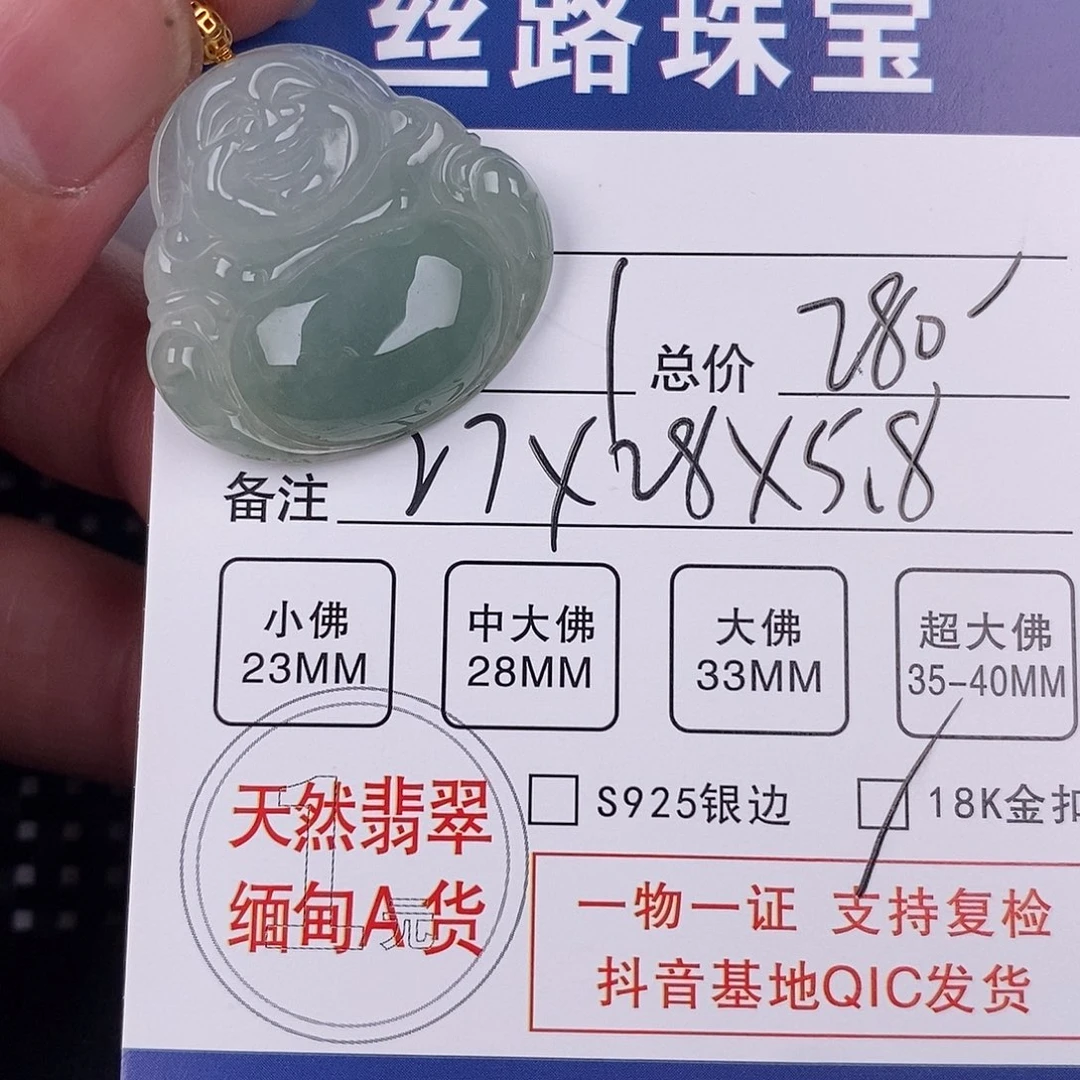 丝路珠宝
总价 280
备注 27X28X5.8
小佛 中大佛 大佛 超大佛
23MM 28MM 33MM 35-40MM
S925银边 18K金扣
天然翡翠
缅甸A货
1元
一物一证 支持复检
抖音基地QIC发货